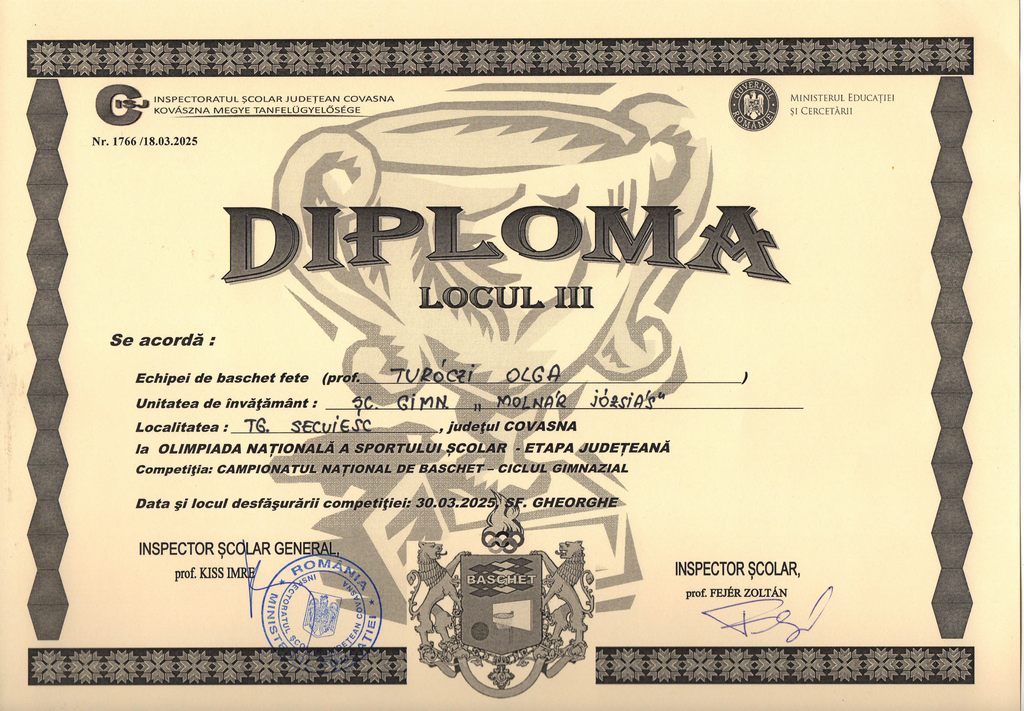 INSPECTORATUL ȘCOLAR JUDEȚEAN COVASNA
KOVÁSZNA MEGYE TANFELÜGYELŐSÉGE
ISJ
GUVERNUL ROMÂNIEI
MINISTERUL EDUCAȚIEI
ȘI CERCETĂRII
Nr. 1766 /18.03.2025
DIPLOMA
LOCUL III
Se acordă :
Echipei de baschet fete (prof. TURÓCZI OLGA )
Unitatea de învățământ : ȘC. GIMN. „MOLNÁR JÓZSIÁS"
Localitatea : TG. SECUIESC , județul COVASNA
la OLIMPIADA NAȚIONALĂ A SPORTULUI ȘCOLAR - ETAPA JUDEȚEANĂ
Competiția: CAMPIONATUL NAȚIONAL DE BASCHET – CICLUL GIMNAZIAL
Data și locul desfășurării competiției: 30.03.2025, SF. GHEORGHE
INSPECTOR ȘCOLAR GENERAL,
prof. KISS IMRE
ROMÂNIA
BASCHET
INSPECTOR ȘCOLAR,
prof. FEJÉR ZOLTÁN